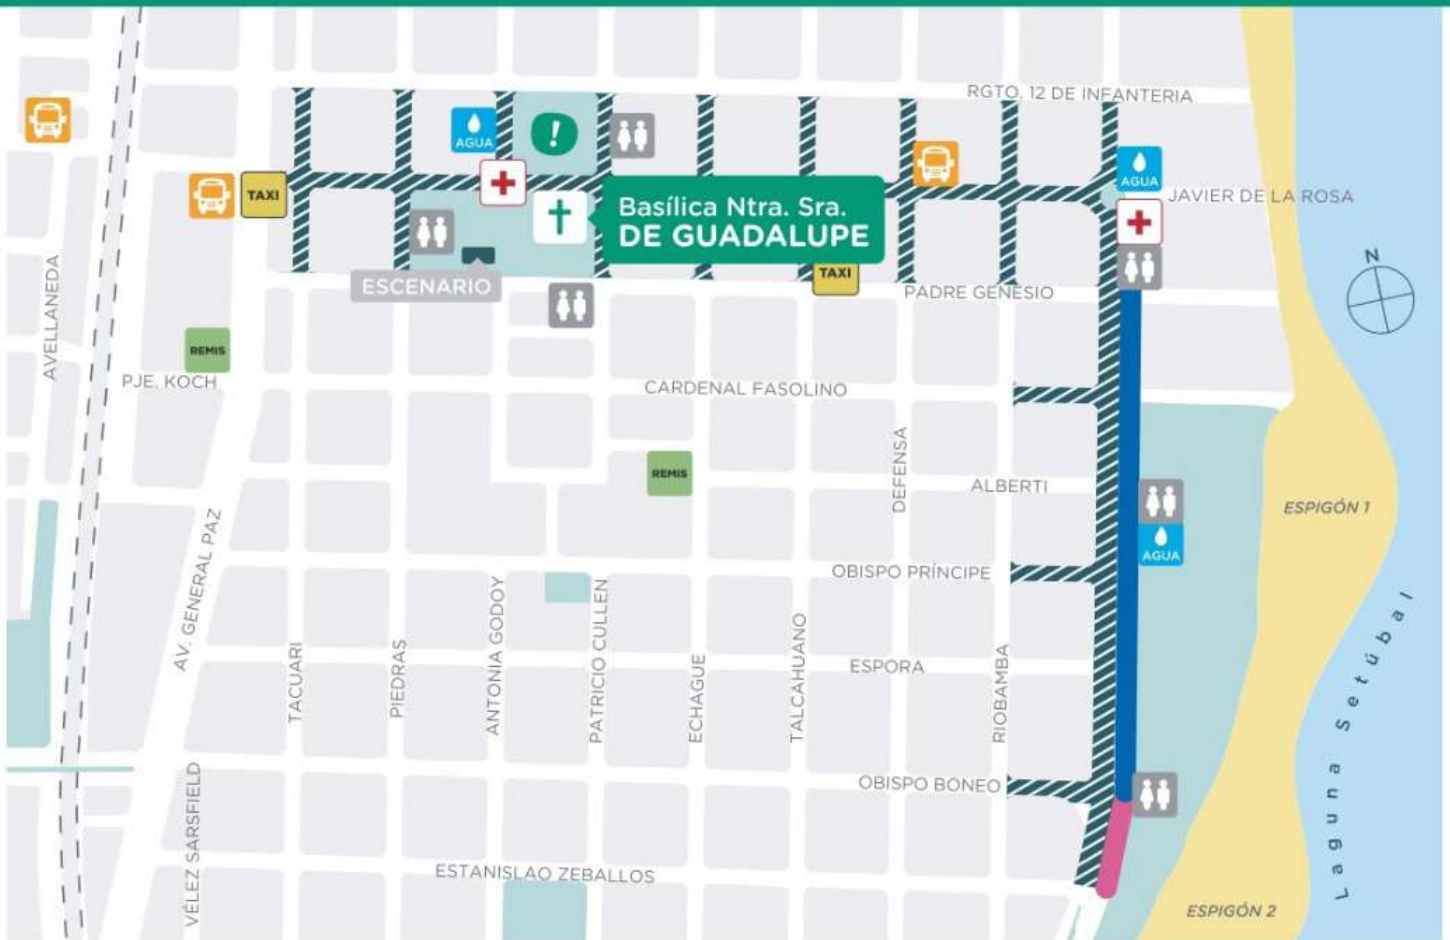 RGTO. 12 DE INFANTERIA
AGUA
!
AGUA
TAXI
JAVIER DE LA ROSA
Basílica Ntra. Sra.
DE GUADALUPE
ESCENARIO
TAXI
PADRE GENESIO
N
AVELLANEDA
REMIS
PJE. KOCH
CARDENAL FASOLINO
REMIS
DEFENSA
ALBERTI
ESPIGÓN 1
AGUA
AV. GENERAL PAZ
OBISPO PRÍNCIPE
TACUARI
PIEDRAS
ANTONIA GODOY
PATRICIO CULLEN
ECHAGUE
TALCAHUANO
ESPORA
RIOBAMBA
Laguna Setúbal
OBISPO BONEO
VÉLEZ SARSFIELD
ESTANISLAO ZEBALLOS
ESPIGÓN 2